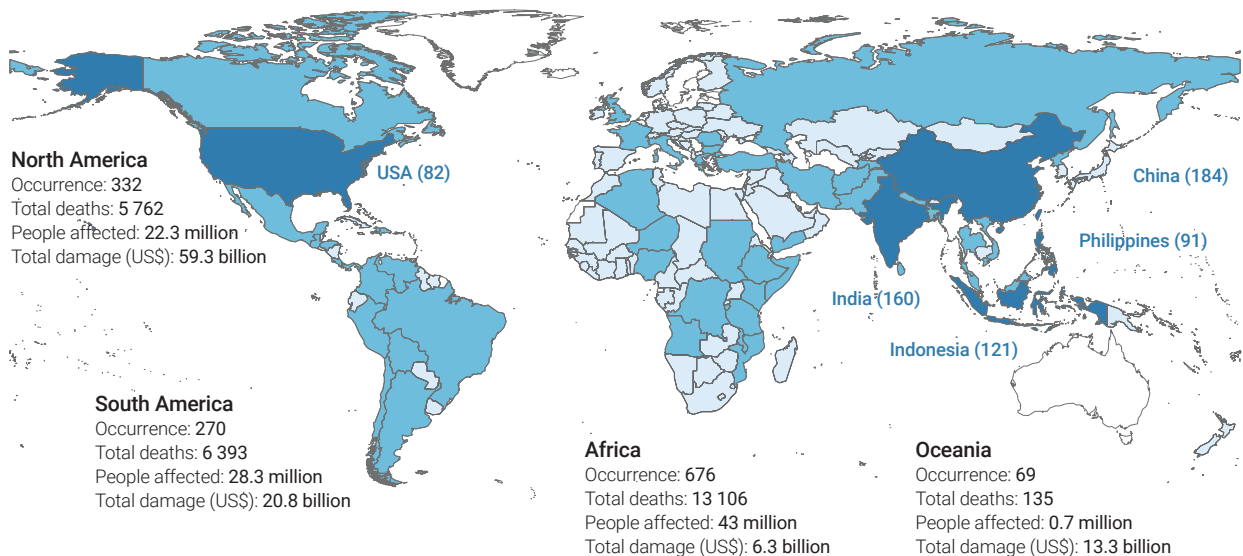 North America
Occurrence: 332
Total deaths: 5 762
People affected: 22.3 million
Total damage (US$): 59.3 billion
USA (82)
China (184)
Philippines (91)
India (160)
Indonesia (121)
South America
Occurrence: 270
Total deaths: 6 393
People affected: 28.3 million
Total damage (US$): 20.8 billion
Africa
Occurrence: 676
Total deaths: 13 106
People affected: 43 million
Total damage (US$): 6.3 billion
Oceania
Occurrence: 69
Total deaths: 135
People affected: 0.7 million
Total damage (US$): 13.3 billion